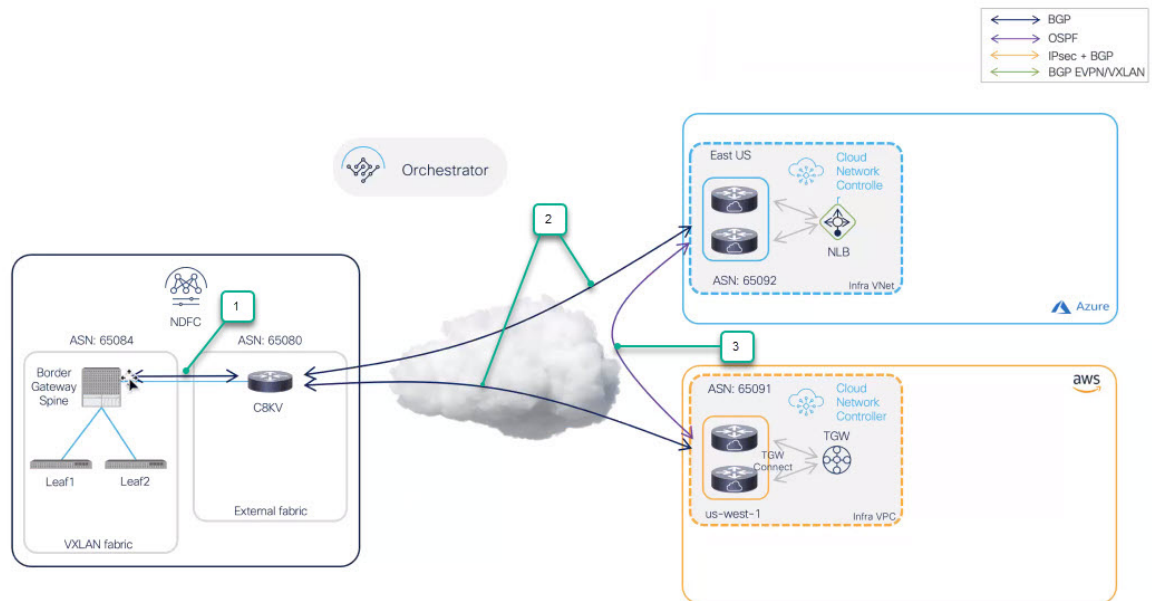 BGP
OSPF
IPsec + BGP
BGP EVPN/VXLAN
Orchestrator
East US
Cloud
Network
Controlle
r
NLB
ASN: 65092
Infra VNet
Azure
2
1
3
NDFC
ASN: 65084
ASN: 65080
Border
Gateway
Spine
C8KV
Leaf1
Leaf2
External fabric
VXLAN fabric
aws
ASN: 65091
Cloud
Network
Controller
TGW
TGW
Connect
us-west-1
Infra VPC